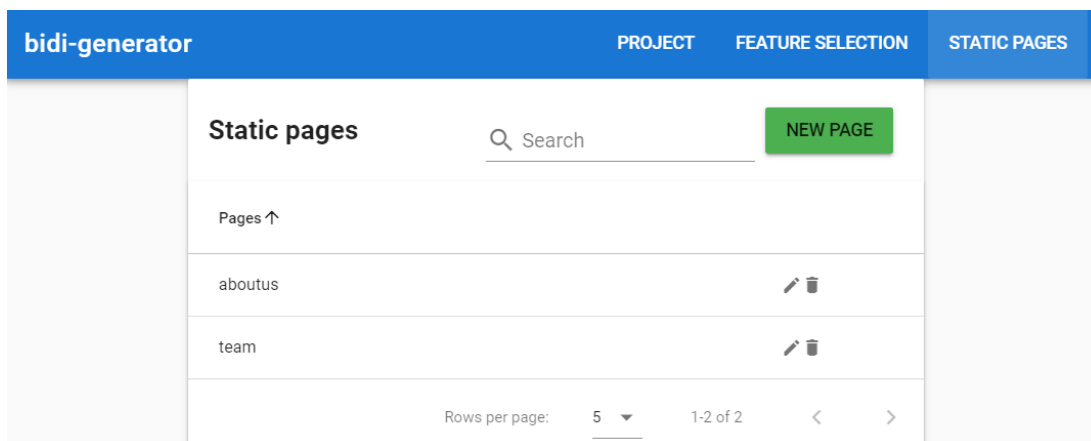 bidi-generator PROJECT FEATURE SELECTION STATIC PAGES
Static pages Search NEW PAGE
Pages
aboutus
team
Rows per page: 5 1-2 of 2